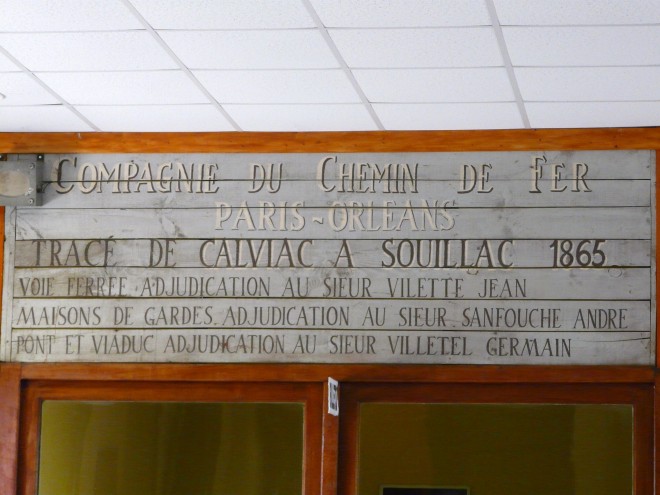 COMPAGNIE DU CHEMIN DE FER
PARIS-ORLEANS
TRACÉ DE CALVIAC A SOUILLAC 1865
VOIE FERREE ADJUDICATION AU SIEUR VILETTE JEAN
MAISONS DE GARDES. ADJUDICATION AU SIEUR SANFOUCHE ANDRE
PONT ET VIADUC ADJUDICATION AU SIEUR VILLETEL GERMAIN